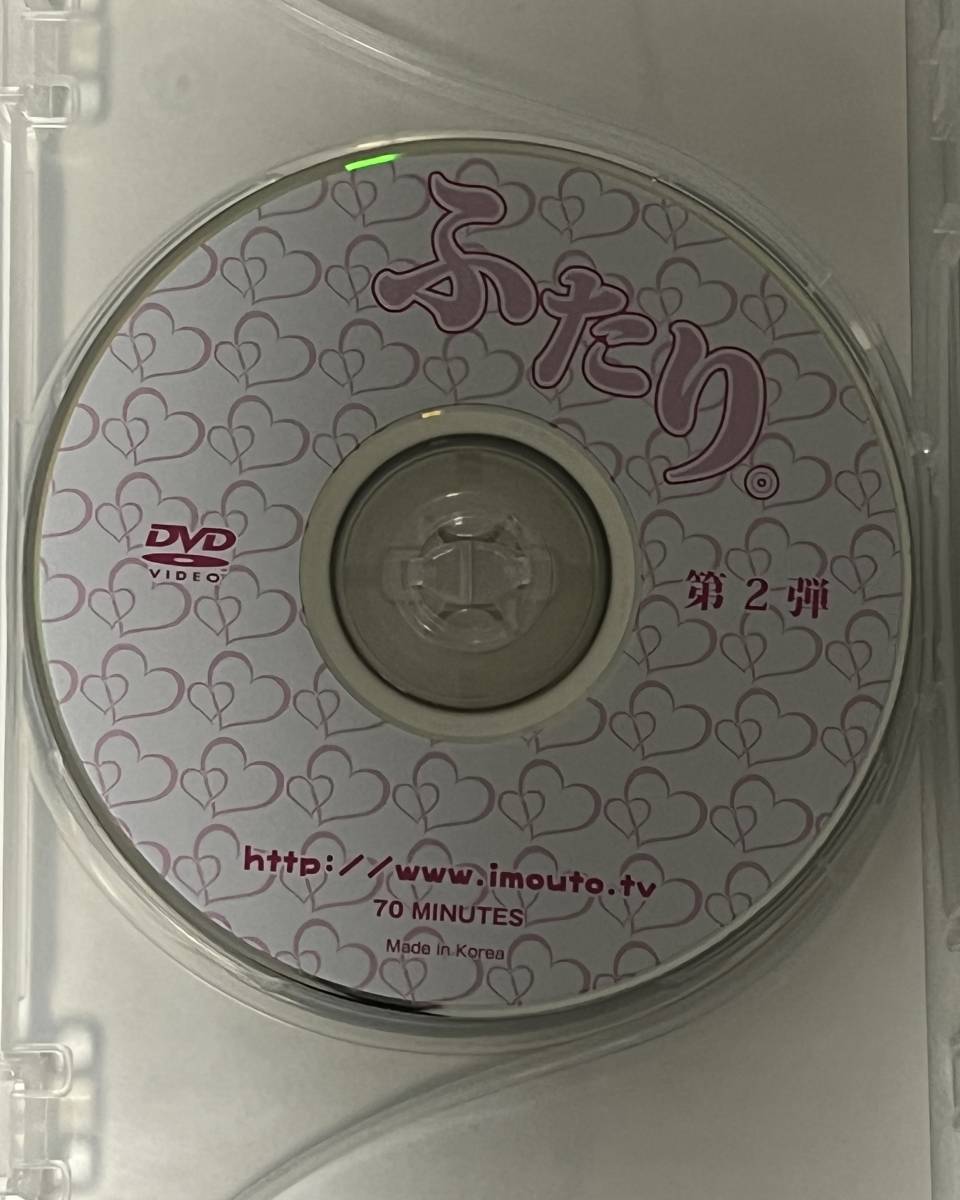 ふたり。
DVD
VIDEO
第2弾
http://www.imouto.tv
70 MINUTES
Made in Korea